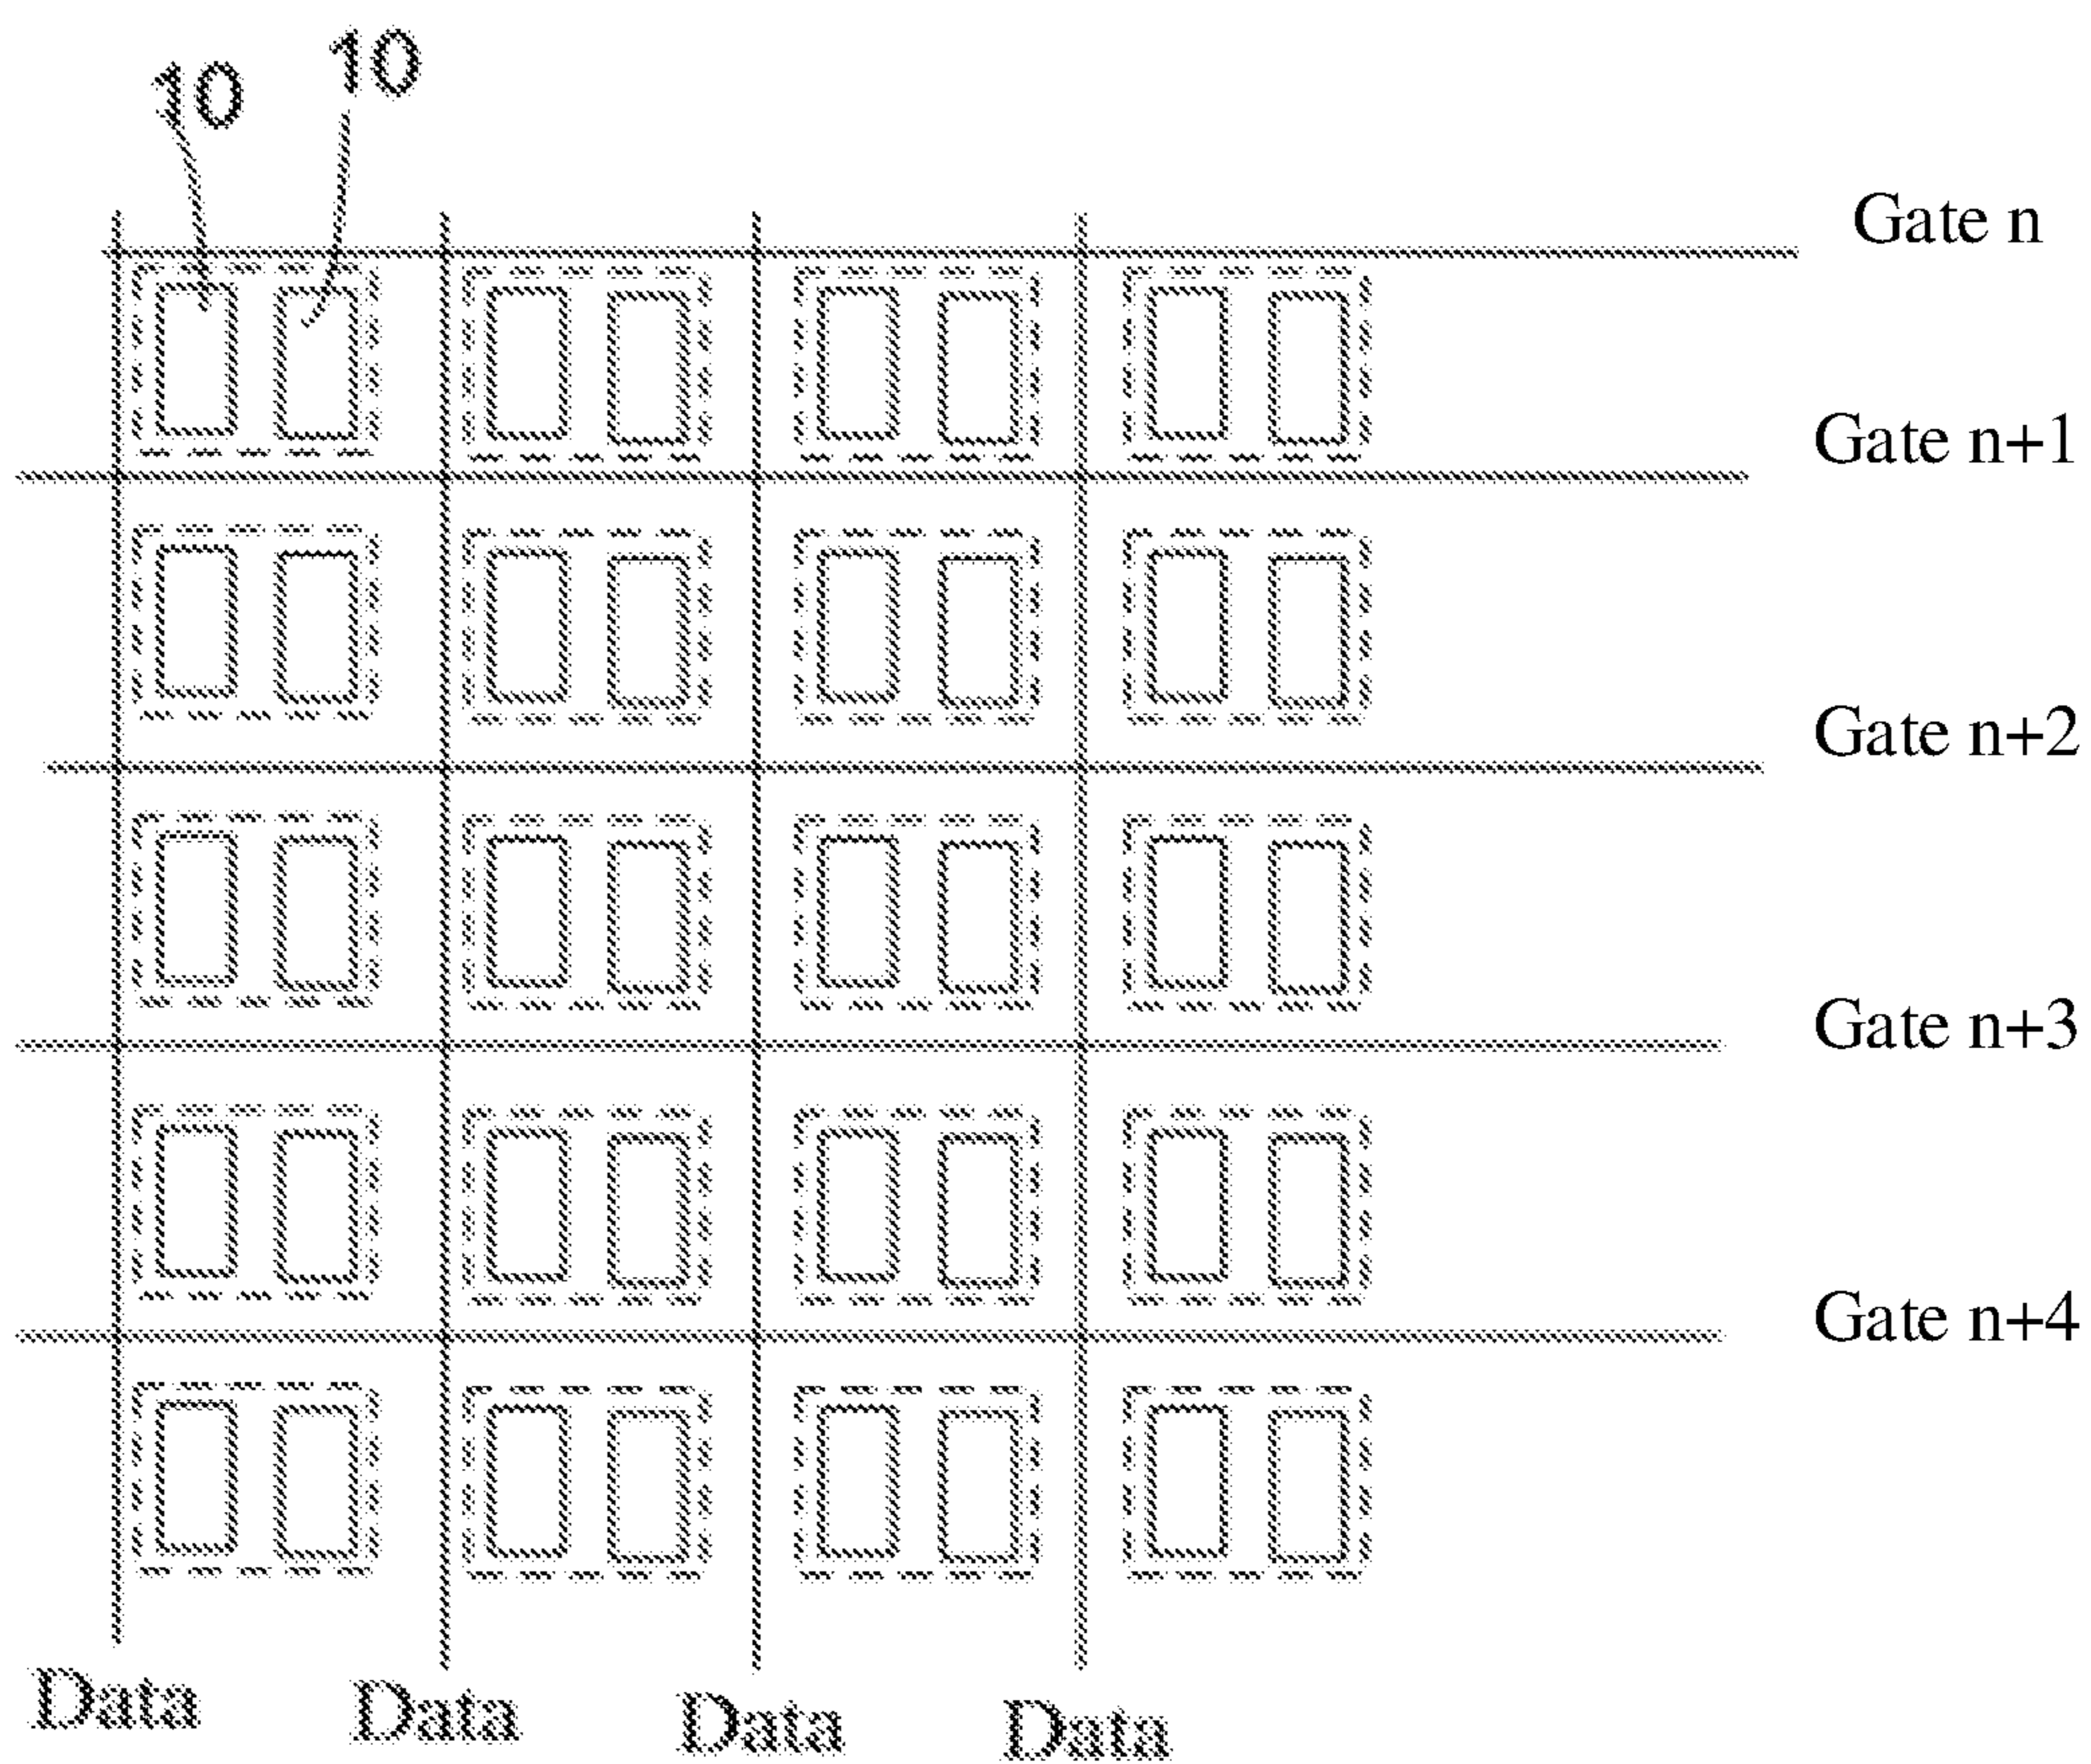 10 10
Gate n
Gate n+1
Gate n+2
Gate n+3
Gate n+4
Data Data Data Data